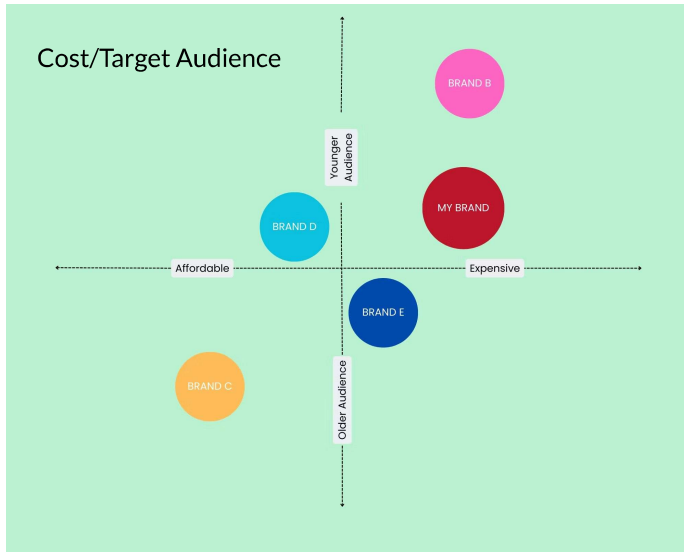 Cost/Target Audience
BRAND B
Younger
Audience
MY BRAND
BRAND D
Affordable
Expensive
BRAND E
Older Audience
BRAND C